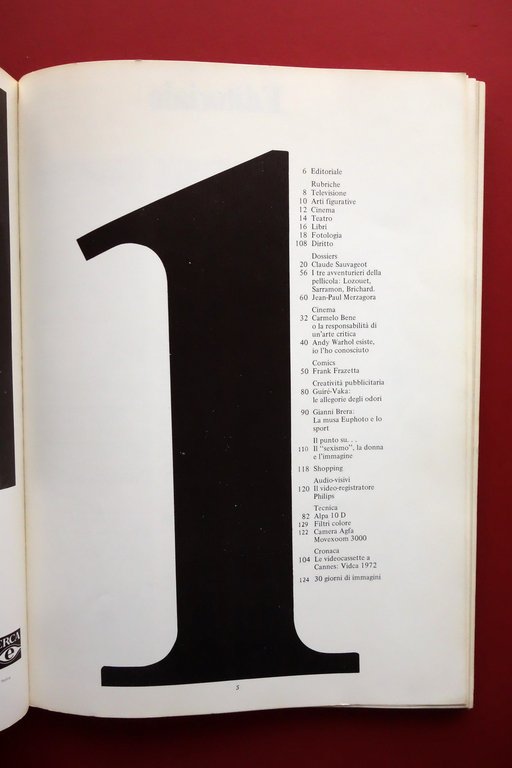 1
6 Editoriale
Rubriche
8 Televisione
10 Arti figurative
12 Cinema
14 Teatro
16 Libri
18 Fotologia
108 Diritto
Dossiers
20 Claude Sauvageot
56 I tre avventurieri della
pellicola: Lozouet,
Sarramon, Brichard.
60 Jean-Paul Merzagora
Cinema
32 Carmelo Bene
o la responsabilità di
un'arte critica
40 Andy Warhol esiste,
io l'ho conosciuto
Comics
50 Frank Frazetta
Creatività pubblicitaria
80 Guiré-Vaka:
le allegorie degli odori
90 Gianni Brera:
La musa Euphoto e lo
sport
Il punto su. . .
110 Il "sexismo", la donna
e l'immagine
118 Shopping
Audio-visivi
120 Il video-registratore
Philips
Tecnica
82 Alpa 10 D
129 Filtri colore
122 Camera Agfa
Movexoom 3000
Cronaca
104 Le videocassette a
Cannes: Vidca 1972
124 30 giorni di immagini
5
ERCA
e